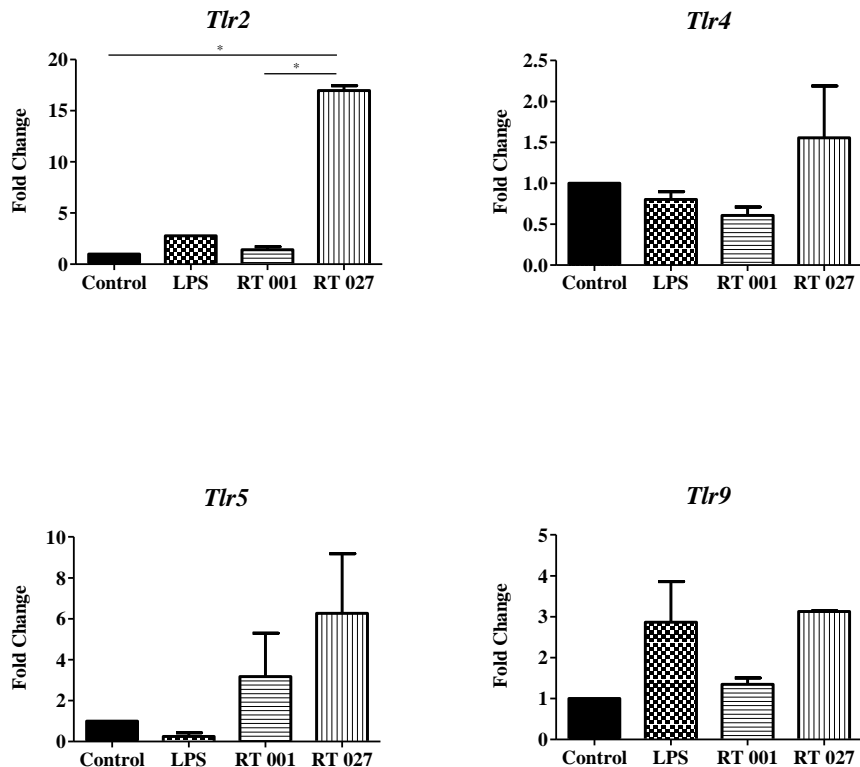 Tlr2
*
*
Fold Change
20
15
10
5
0
Control LPS RT 001 RT 027
Tlr4
Fold Change
2.5
2.0
1.5
1.0
0.5
0.0
Control LPS RT 001 RT 027
Tlr5
Fold Change
10
8
6
4
2
0
Control LPS RT 001 RT 027
Tlr9
Fold Change
5
4
3
2
1
0
Control LPS RT 001 RT 027